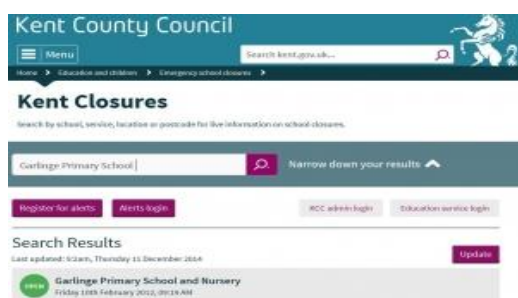 Kent County Council
Menu
Search kent.gov.uk...
Home > Education and children > Emergency school closures >
Kent Closures
Search by school, service, location or postcode for live information on school closures.
Garlinge Primary School
Narrow down your results
Register for alerts
Alerts login
KCC admin login
Education service login
Search Results
Last updated: 9:2am, Thursday 11 December 2014
Update
OPEN
Garlinge Primary School and Nursery
Friday 10th February 2012, 09:19 AM